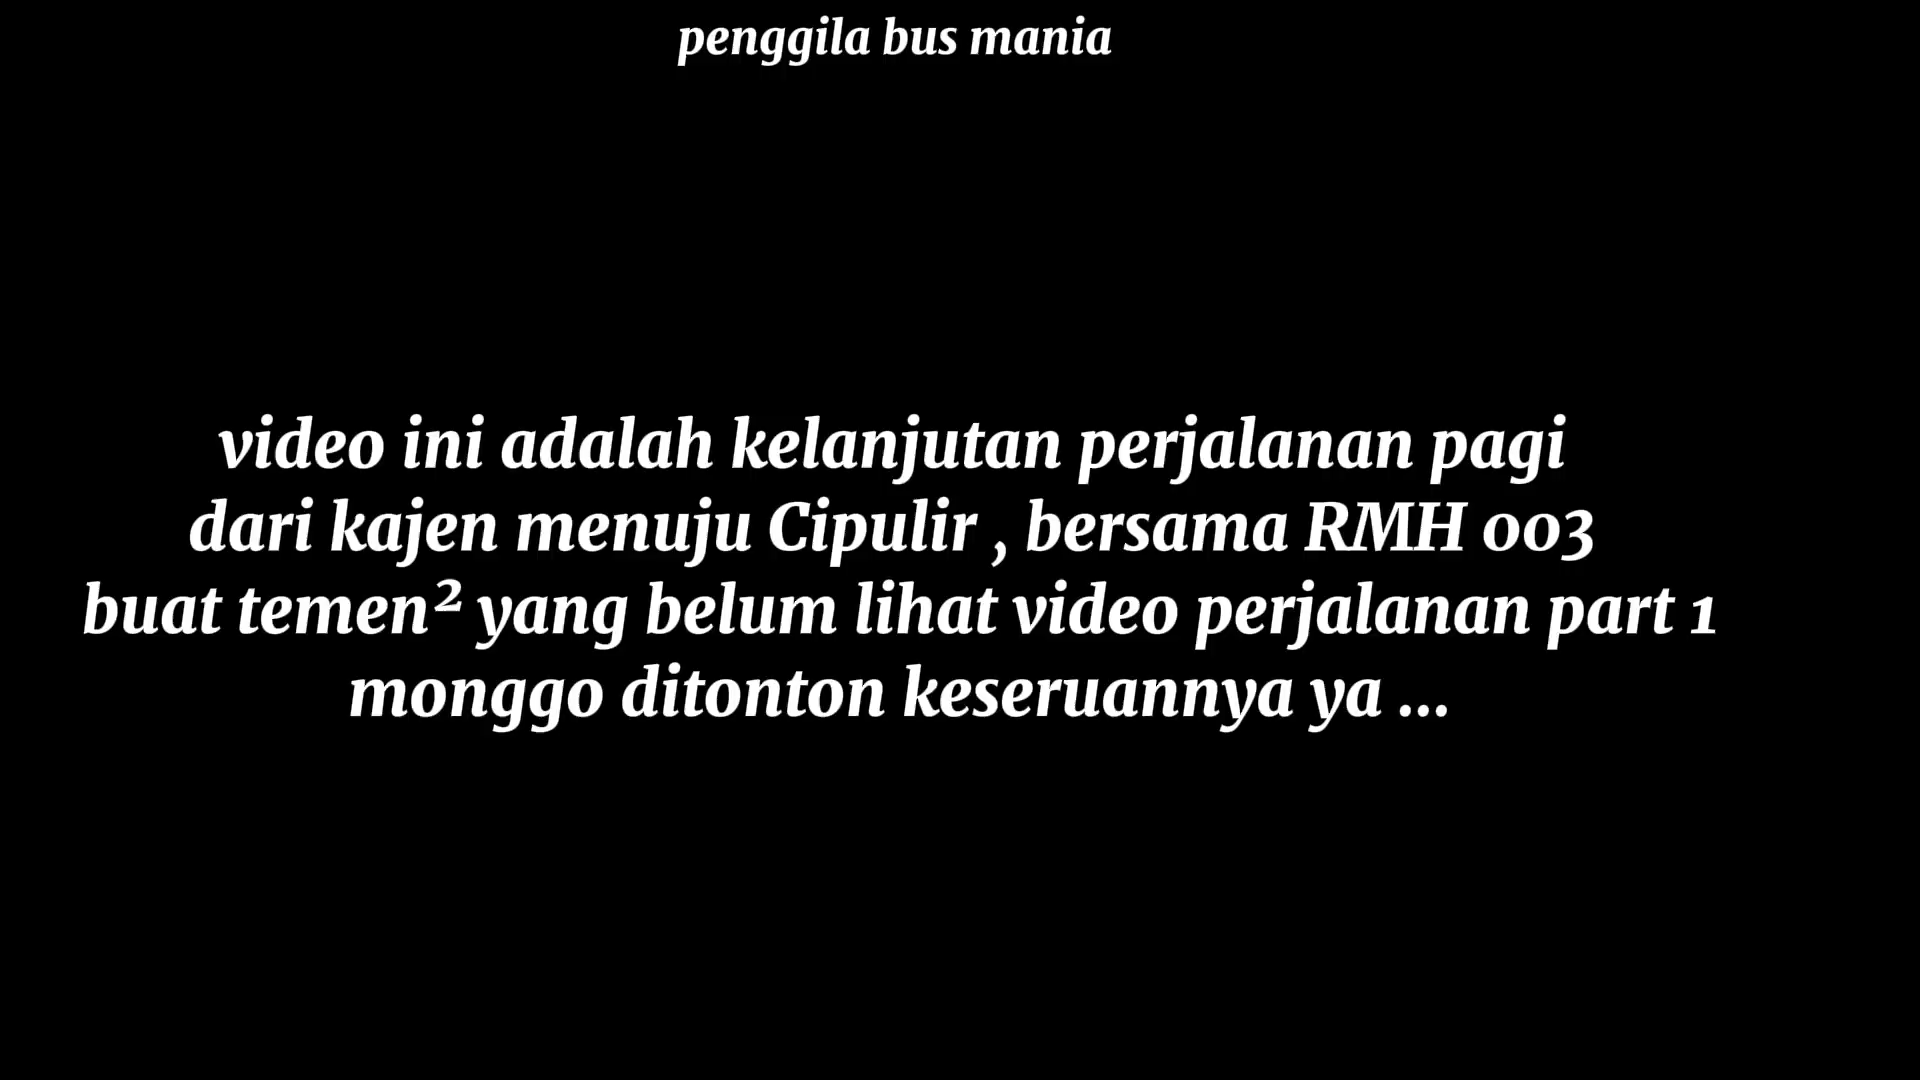 penggila bus mania
video ini adalah kelanjutan perjalanan pagi
dari kajen menuju Cipulir , bersama RMH 003
buat temen² yang belum lihat video perjalanan part 1
monggo ditonton keseruannya ya ...